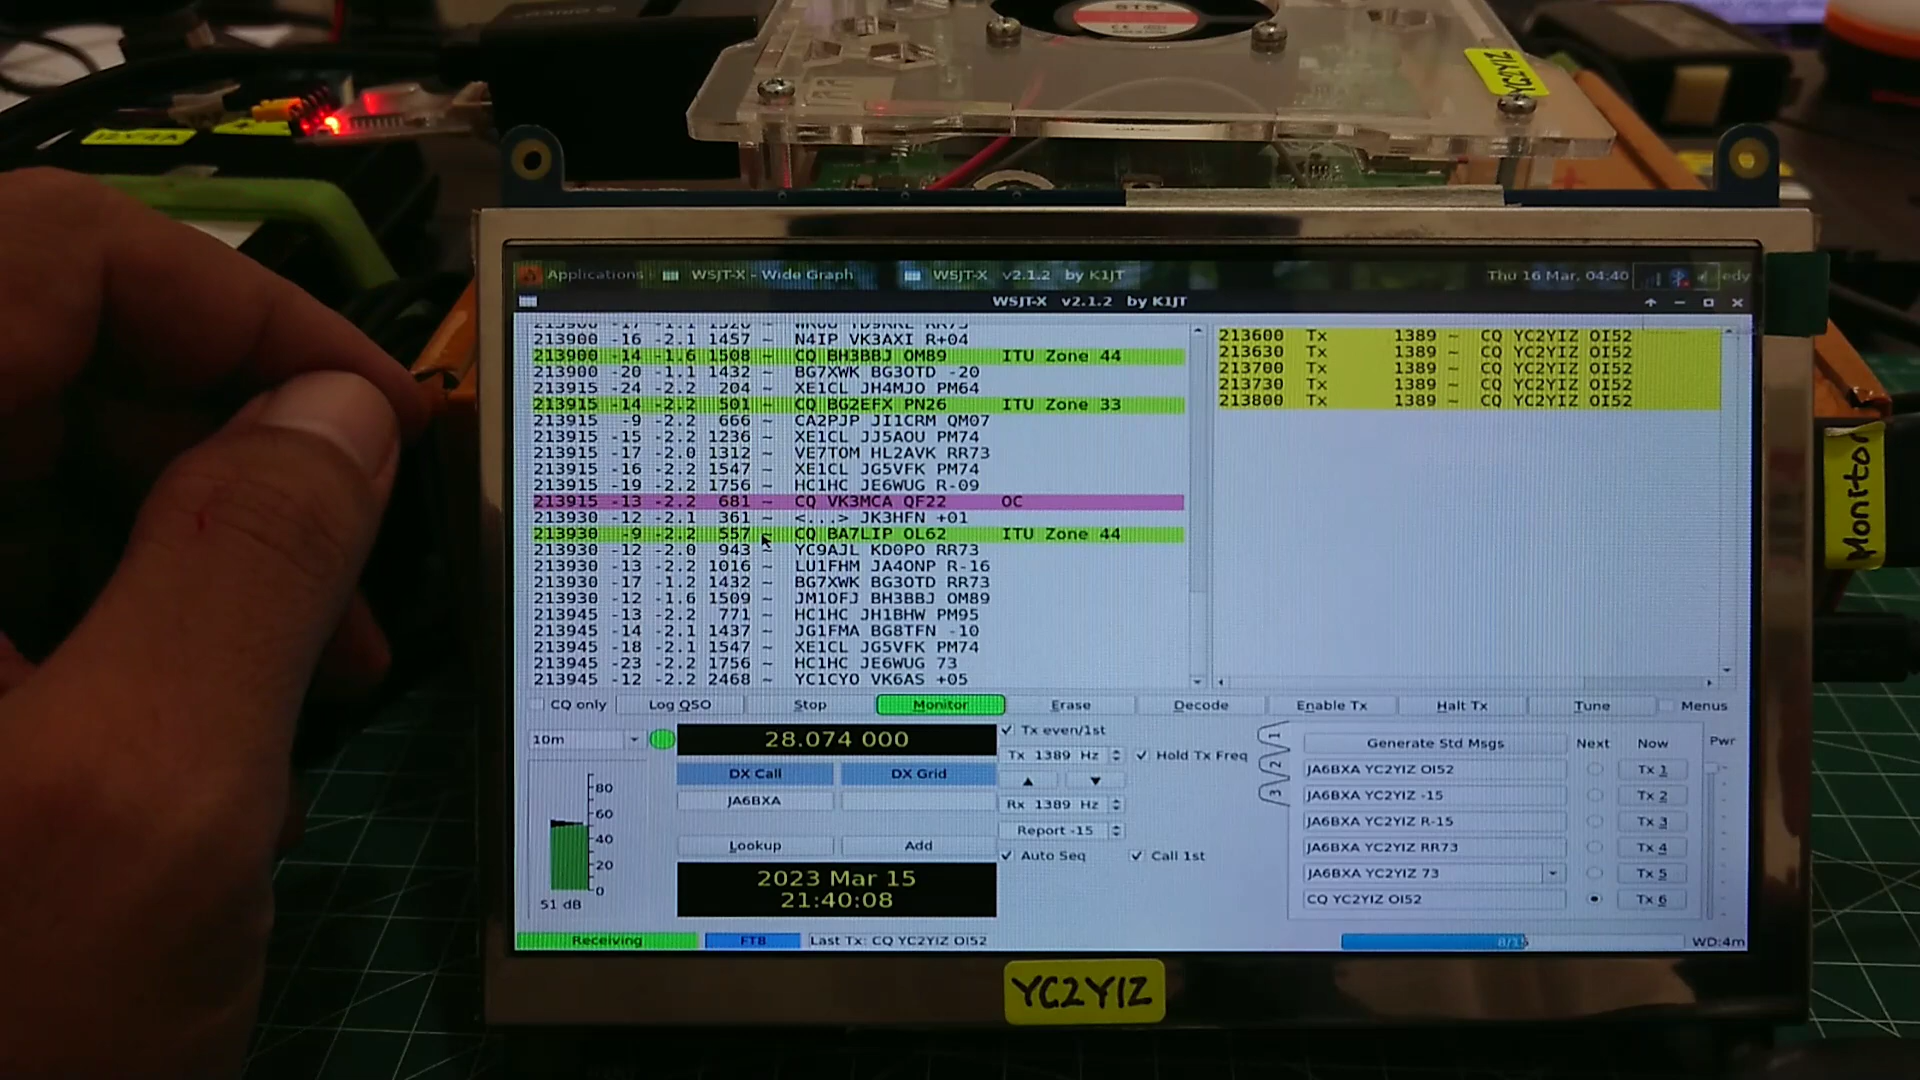 STS
YC2YIZ
Applications
WSJT-X - Wide Graph
WSJT-X v2.1.2 by K1JT
Thu 16 Mar, 04:40
edy
WSJT-X v2.1.2 by K1JT
213900 -16 -2.1 1457 ~ N4IP VK3AXI R+04
213900 -14 -1.6 1508 ~ CQ BH3BBJ OM89 ITU Zone 44
213900 -20 -1.1 1432 ~ BG7XWK BG3OTD -20
213915 -24 -2.2 204 ~ XE1CL JH4MJO PM64
213915 -14 -2.2 501 ~ CQ BG2EFX PN26 ITU Zone 33
213915 -9 -2.2 666 ~ CA2PJP JI1CRM QM07
213915 -15 -2.2 1236 ~ XE1CL JJ5AOU PM74
213915 -17 -2.0 1312 ~ VE7TOM HL2AVK RR73
213915 -16 -2.2 1547 ~ XE1CL JG5VFK PM74
213915 -19 -2.2 1756 ~ HC1HC JE6WUG R-09
213915 -13 -2.2 681 ~ CQ VK3MCA QF22 OC
213930 -12 -2.1 361 ~ <...> JK3HFN +01
213930 -9 -2.2 557 ~ CQ BA7LIP OL62 ITU Zone 44
213930 -12 -2.0 943 ~ YC9AJL KD0PO RR73
213930 -13 -2.2 1016 ~ LU1FHM JA4ONP R-16
213930 -17 -1.2 1432 ~ BG7XWK BG3OTD RR73
213930 -12 -1.6 1509 ~ JM1OFJ BH3BBJ OM89
213945 -13 -2.2 771 ~ HC1HC JH1BHW PM95
213945 -14 -2.1 1437 ~ JG1FMA BG8TFN -10
213945 -18 -2.1 1547 ~ XE1CL JG5VFK PM74
213945 -23 -2.2 1756 ~ HC1HC JE6WUG 73
213945 -12 -2.2 2468 ~ YC1CYO VK6AS +05
213600 Tx 1389 ~ CQ YC2YIZ OI52
213630 Tx 1389 ~ CQ YC2YIZ OI52
213700 Tx 1389 ~ CQ YC2YIZ OI52
213730 Tx 1389 ~ CQ YC2YIZ OI52
213800 Tx 1389 ~ CQ YC2YIZ OI52
CQ only Log QSO Stop Monitor Erase Decode Enable Tx Halt Tx Tune Menus
10m
28.074 000
Tx even/1st
Tx 1389 Hz
Hold Tx Freq
DX Call DX Grid
JA6BXA
Rx 1389 Hz
Report -15
Lookup Add
Auto Seq
Call 1st
2023 Mar 15
21:40:08
80
60
40
20
0
51 dB
1
2
3
Generate Std Msgs Next Now Pwr
JA6BXA YC2YIZ OI52 Tx 1
JA6BXA YC2YIZ -15 Tx 2
JA6BXA YC2YIZ R-15 Tx 3
JA6BXA YC2YIZ RR73 Tx 4
JA6BXA YC2YIZ 73 Tx 5
CQ YC2YIZ OI52 Tx 6
Receiving
FT8
Last Tx: CQ YC2YIZ OI52
8/15
WD:4m
Monitor
YC2YIZ